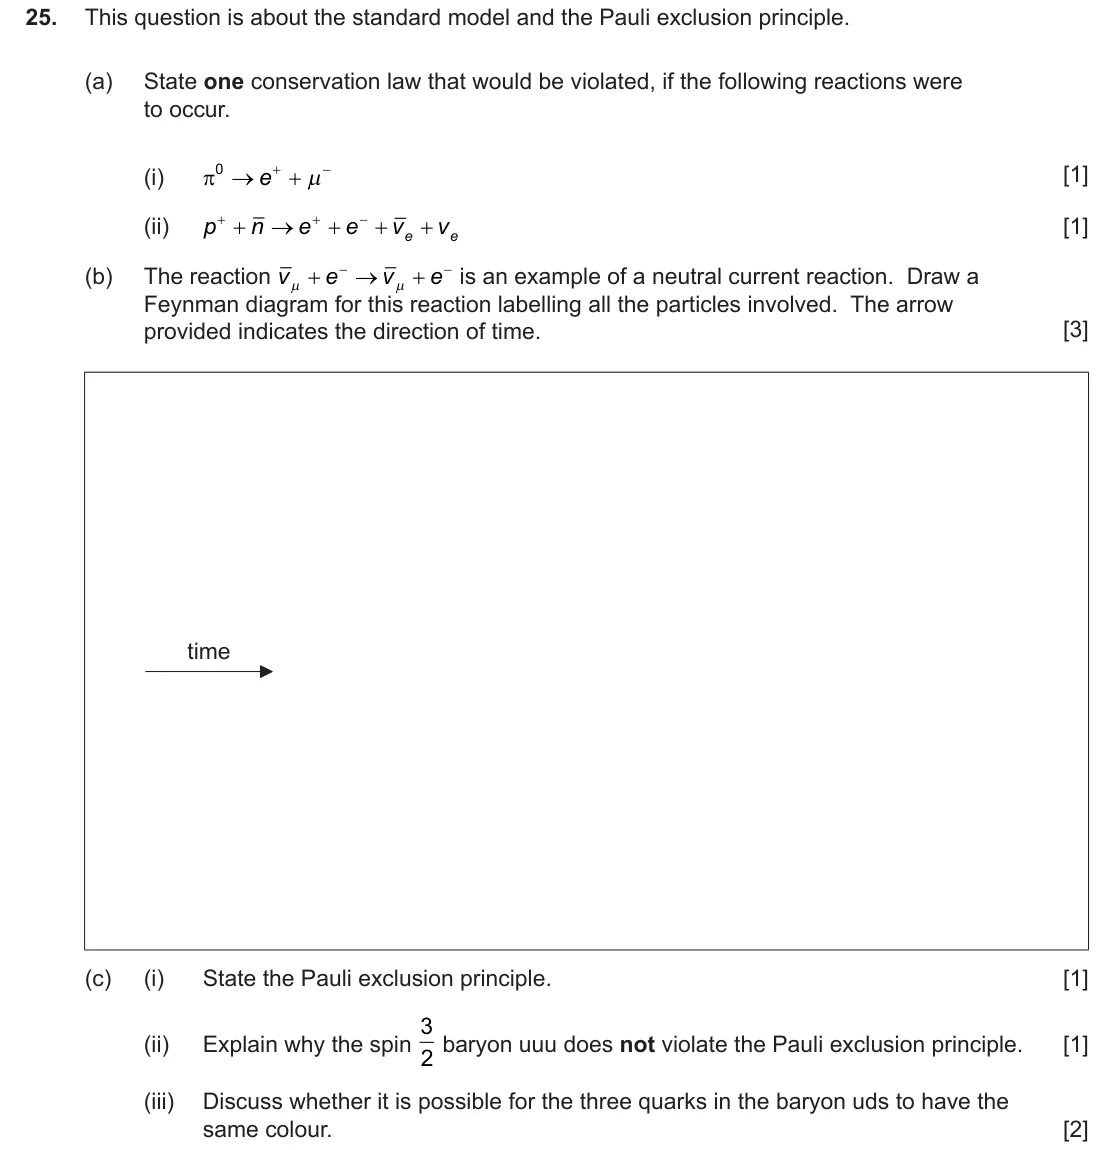 25. This question is about the standard model and the Pauli exclusion principle.
(a) State one conservation law that would be violated, if the following reactions were
to occur.
(i) π⁰ → e⁺ + μ⁻ [1]
(ii) p⁺ + n̅ → e⁺ + e⁻ + v̅ₑ + vₑ [1]
(b) The reaction v̅_μ + e⁻ → v̅_μ + e⁻ is an example of a neutral current reaction. Draw a
Feynman diagram for this reaction labelling all the particles involved. The arrow
provided indicates the direction of time. [3]
time
(c) (i) State the Pauli exclusion principle. [1]
(ii) Explain why the spin 3/2 baryon uuu does not violate the Pauli exclusion principle. [1]
(iii) Discuss whether it is possible for the three quarks in the baryon uds to have the
same colour. [2]